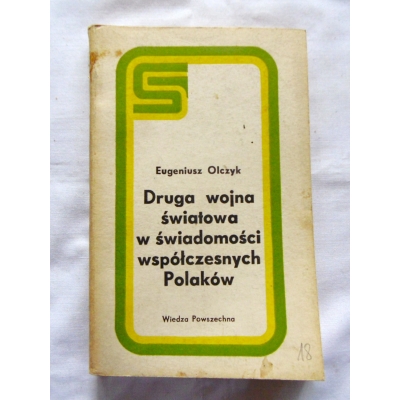 Eugeniusz Olczyk
Druga wojna
światowa
w świadomości
współczesnych
Polaków
Wiedza Powszechna
18